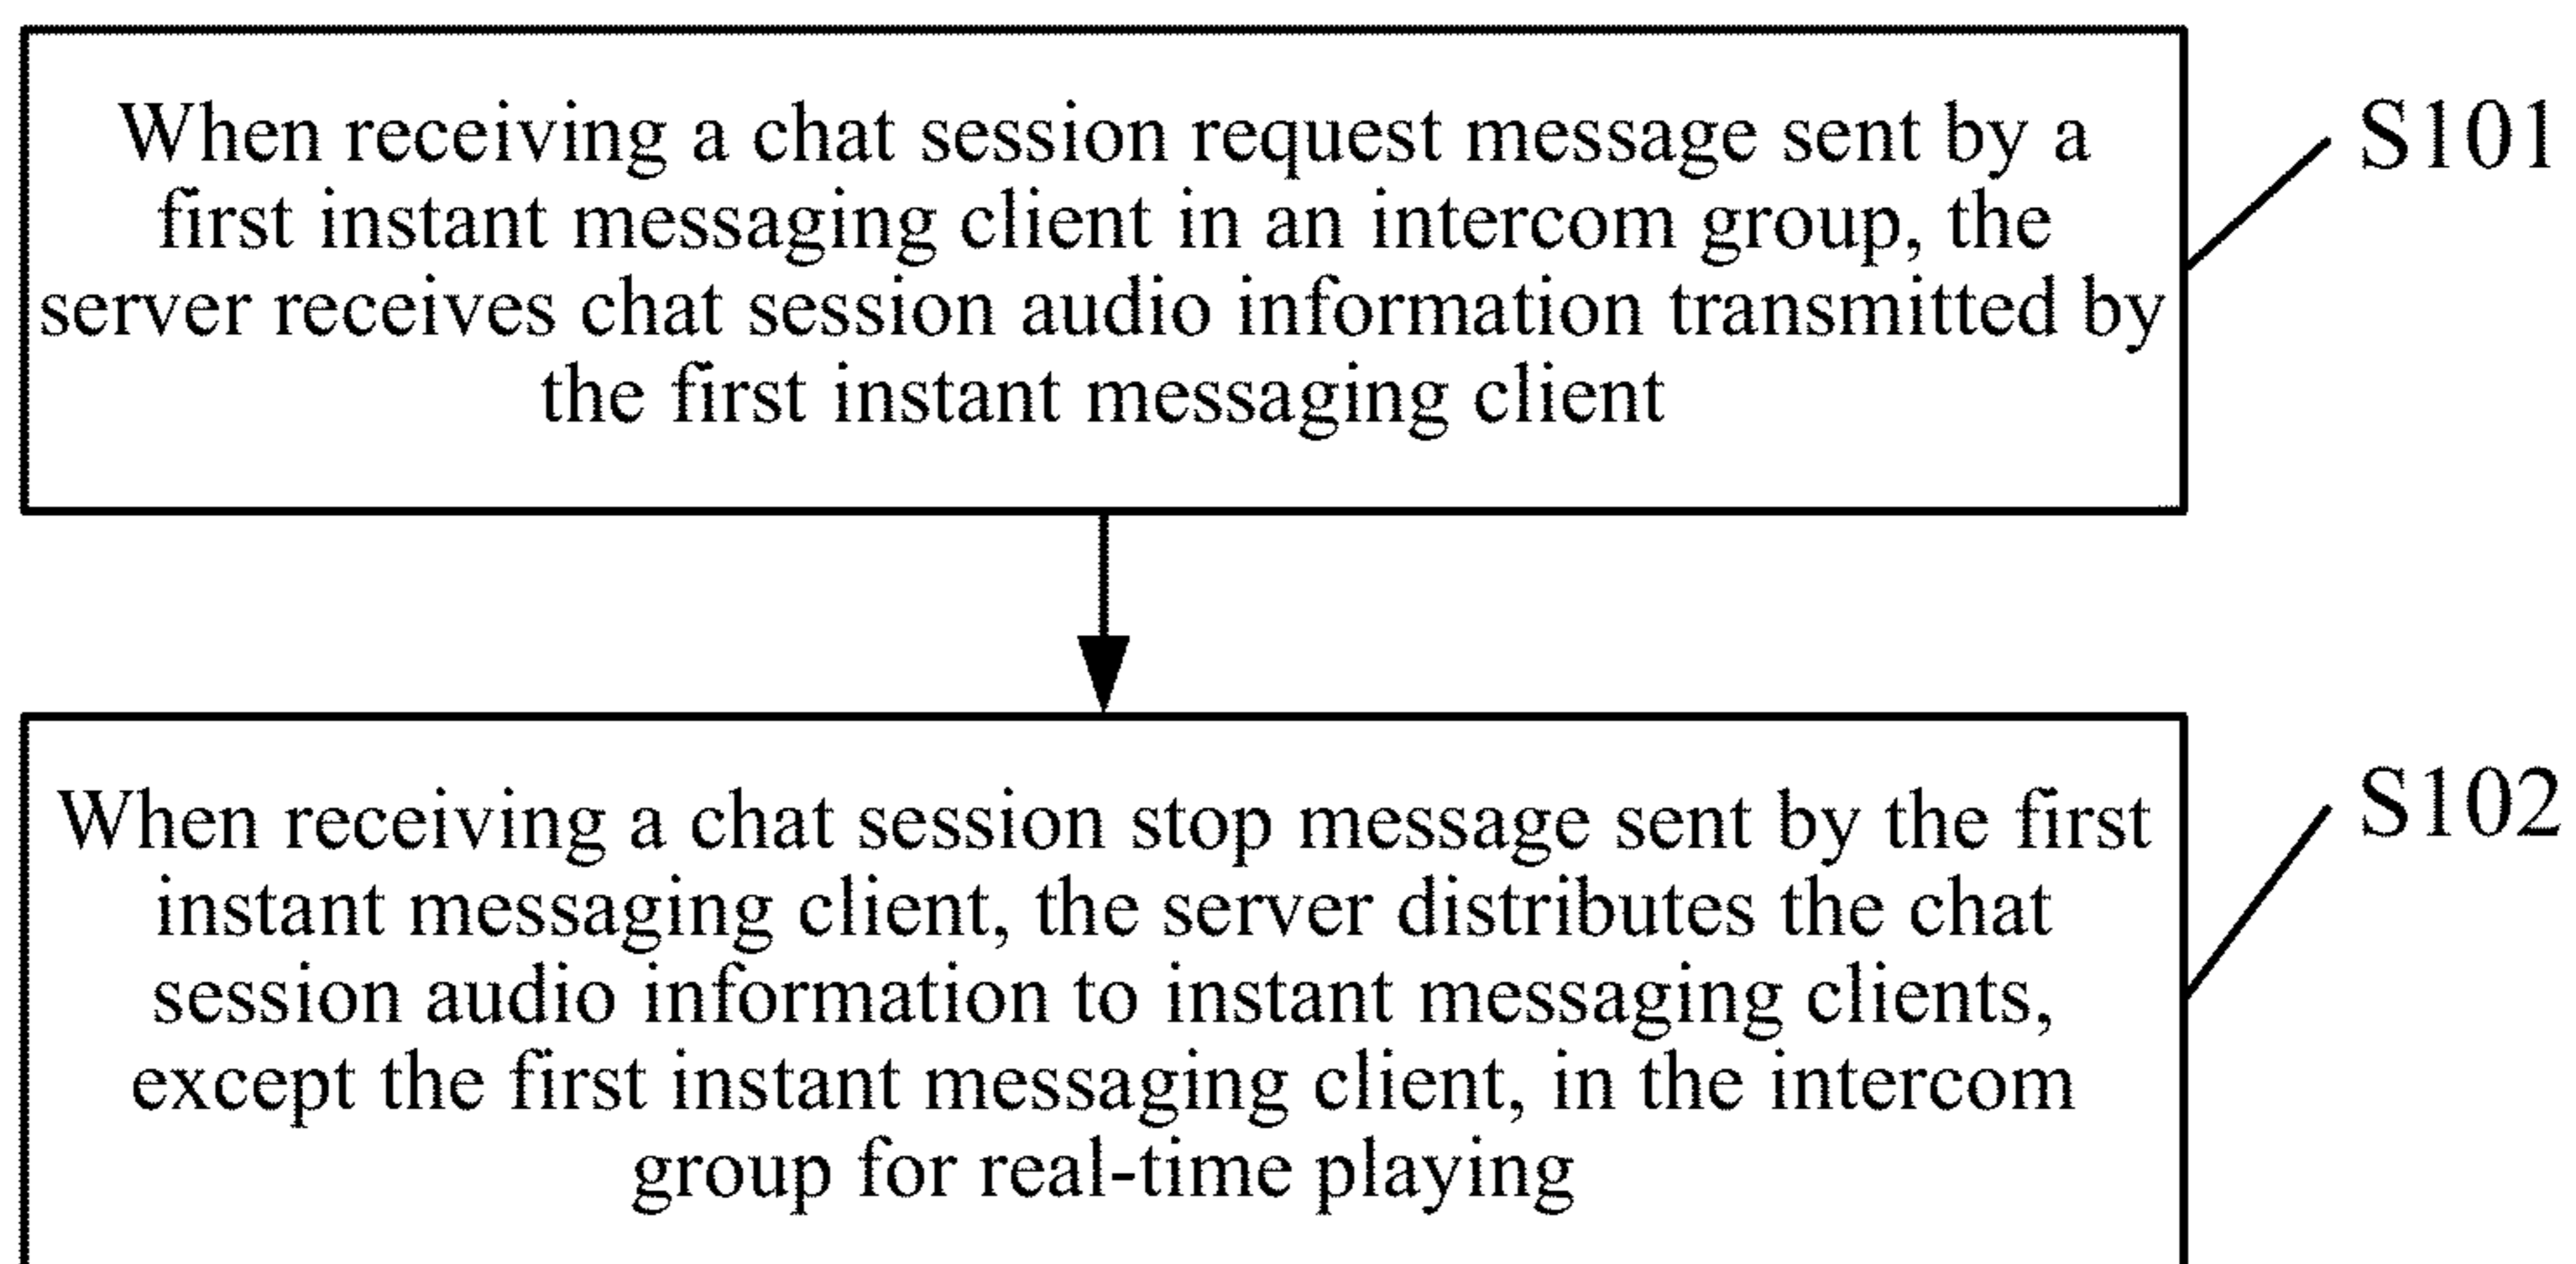 When receiving a chat session request message sent by a
first instant messaging client in an intercom group, the
server receives chat session audio information transmitted by
the first instant messaging client
S101
When receiving a chat session stop message sent by the first
instant messaging client, the server distributes the chat
session audio information to instant messaging clients,
except the first instant messaging client, in the intercom
group for real-time playing
S102